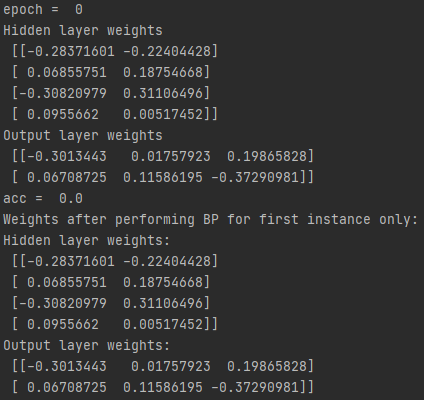 epoch =  0
Hidden layer weights
 [[-0.28371601 -0.22404428]
 [ 0.06855751  0.18754668]
 [-0.30820979  0.31106496]
 [ 0.0955662   0.00517452]]
Output layer weights
 [[-0.3013443   0.01757923  0.19865828]
 [ 0.06708725  0.11586195 -0.37290981]]
acc =  0.0
Weights after performing BP for first instance only:
Hidden layer weights:
 [[-0.28371601 -0.22404428]
 [ 0.06855751  0.18754668]
 [-0.30820979  0.31106496]
 [ 0.0955662   0.00517452]]
Output layer weights:
 [[-0.3013443   0.01757923  0.19865828]
 [ 0.06708725  0.11586195 -0.37290981]]